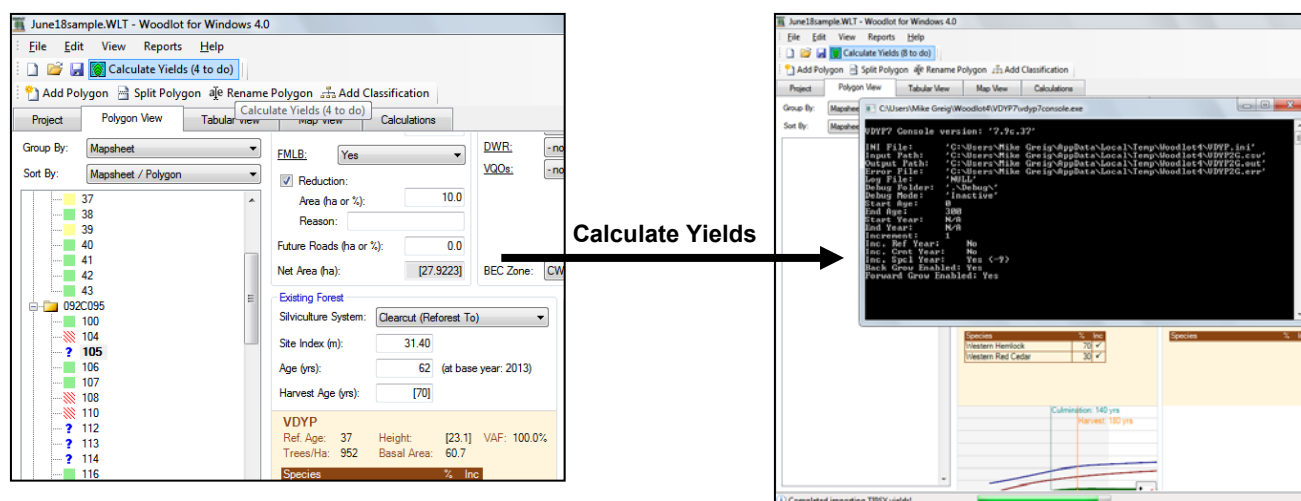 June18sample.WLT - Woodlot for Windows 4.0
File Edit View Reports Help
Calculate Yields (4 to do)
Add Polygon Split Polygon Rename Polygon Add Classification
Calculate Yields (4 to do)
Project Polygon View Tabular View Map View Calculations
Group By: Mapsheet
Sort By: Mapsheet / Polygon
37
38
39
40
41
42
43
092C095
100
104
? 105
106
107
108
110
? 112
? 113
? 114
116
FMLB: Yes
Reduction:
Area (ha or %): 10.0
Reason:
Future Roads (ha or %): 0.0
Net Area (ha): [27.9223]
DWR: - no
VQOs: - no
BEC Zone: CW
Existing Forest
Silviculture System: Clearcut (Reforest To)
Site Index (m): 31.40
Age (yrs): 62 (at base year: 2013)
Harvest Age (yrs): [70]
VDYP
Ref. Age: 37 Height: [23.1] VAF: 100.0%
Trees/Ha: 952 Basal Area: 60.7
Species % Inc
Calculate Yields
June18sample.WLT - Woodlot for Windows 4.0
File Edit View Reports Help
Calculate Yields (8 to do)
Add Polygon Split Polygon Rename Polygon Add Classification
Project Polygon View Tabular View Map View Calculations
Group By: Mapshee
Sort By: Mapshee
C:\Users\Mike Greig\Woodlot4\VDYP7\vdyp7console.exe
VDYP7 Console version: '7.9c.37'
INI File: 'C:\Users\Mike Greig\AppData\Local\Temp\Woodlot4\VDYP.ini'
Input Path: 'C:\Users\Mike Greig\AppData\Local\Temp\Woodlot4\VDYP2G.csv'
Output Path: 'C:\Users\Mike Greig\AppData\Local\Temp\Woodlot4\VDYP2G.out'
Error File: 'C:\Users\Mike Greig\AppData\Local\Temp\Woodlot4\VDYP2G.err'
Log File: 'NULL'
Debug Folder: '.\Debug\'
Debug Mode: 'Inactive'
Start Age: 0
End Age: 300
Start Year: N/A
End Year: N/A
Increment: 1
Inc. Ref Year: No
Inc. Crnt Year: No
Inc. Spcl Year: Yes (-9)
Back Grow Enabled: Yes
Forward Grow Enabled: Yes
Species % Inc
Western Hemlock 70
Western Red Cedar 30
Species % I
Culmination: 140 yrs
Harvest: 180 yrs
Completed importing TIPSY yields!